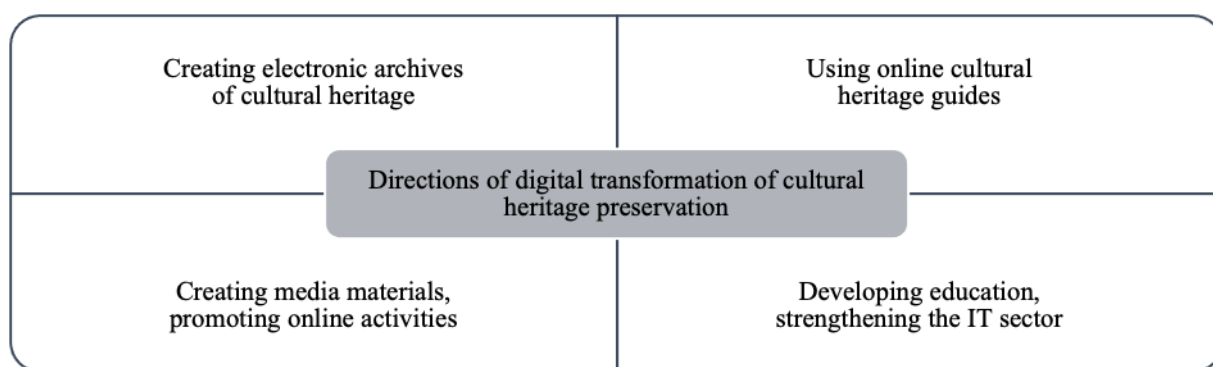 Creating electronic archives
of cultural heritage
Using online cultural
heritage guides
Directions of digital transformation of cultural
heritage preservation
Creating media materials,
promoting online activities
Developing education,
strengthening the IT sector